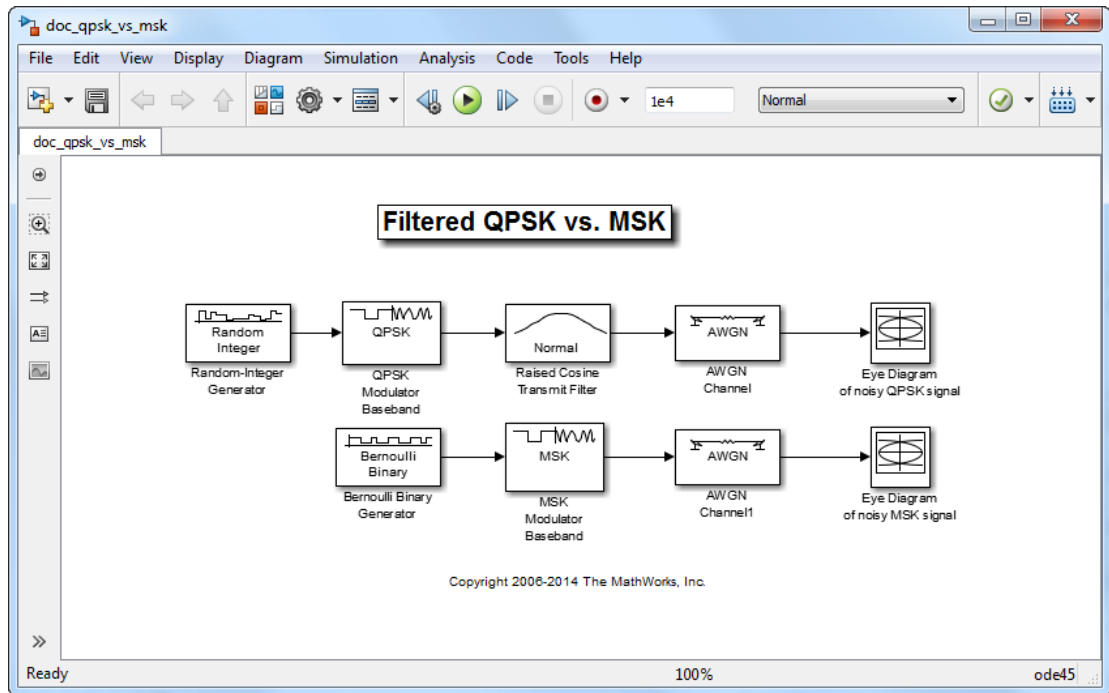 doc_qpsk_vs_msk
File Edit View Display Diagram Simulation Analysis Code Tools Help
1e4 Normal
doc_qpsk_vs_msk
Filtered QPSK vs. MSK
Random
Integer
Random-Integer
Generator
QPSK
QPSK
Modulator
Baseband
Normal
Raised Cosine
Transmit Filter
AWGN
AWGN
Channel
Eye Diagram
of noisy QPSK signal
Bernoulli
Binary
Bernoulli Binary
Generator
MSK
MSK
Modulator
Baseband
AWGN
AWGN
Channel1
Eye Diagram
of noisy MSK signal
Copyright 2006-2014 The MathWorks, Inc.
Ready 100% ode45